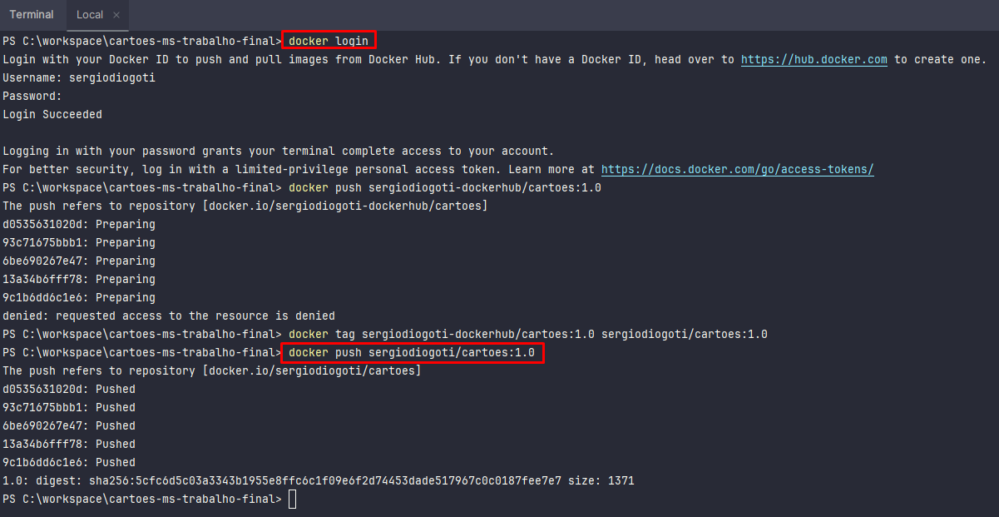 Terminal Local ×
PS C:\workspace\cartoes-ms-trabalho-final> docker login
Login with your Docker ID to push and pull images from Docker Hub. If you don't have a Docker ID, head over to https://hub.docker.com to create one.
Username: sergiodiogoti
Password:
Login Succeeded
Logging in with your password grants your terminal complete access to your account.
For better security, log in with a limited-privilege personal access token. Learn more at https://docs.docker.com/go/access-tokens/
PS C:\workspace\cartoes-ms-trabalho-final> docker push sergiodiogoti-dockerhub/cartoes:1.0
The push refers to repository [docker.io/sergiodiogoti-dockerhub/cartoes]
d0535631020d: Preparing
93c71675bbb1: Preparing
6be690267e47: Preparing
13a34b6fff78: Preparing
9c1b6dd6c1e6: Preparing
denied: requested access to the resource is denied
PS C:\workspace\cartoes-ms-trabalho-final> docker tag sergiodiogoti-dockerhub/cartoes:1.0 sergiodiogoti/cartoes:1.0
PS C:\workspace\cartoes-ms-trabalho-final> docker push sergiodiogoti/cartoes:1.0
The push refers to repository [docker.io/sergiodiogoti/cartoes]
d0535631020d: Pushed
93c71675bbb1: Pushed
6be690267e47: Pushed
13a34b6fff78: Pushed
9c1b6dd6c1e6: Pushed
1.0: digest: sha256:5cfc6d5c03a3343b1955e8ffc6c1f09e6f2d74453dade517967c0c0187fee7e7 size: 1371
PS C:\workspace\cartoes-ms-trabalho-final>